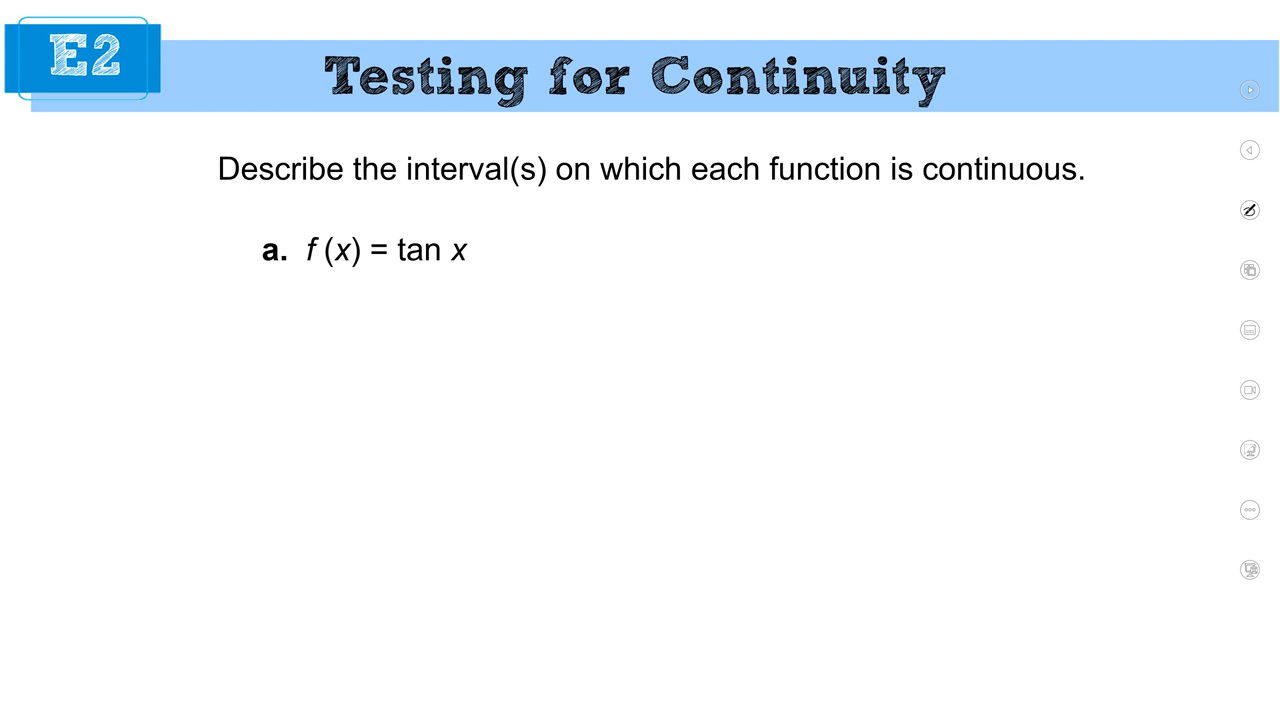 E2
Testing for Continuity
Describe the interval(s) on which each function is continuous.
a. f (x) = tan x